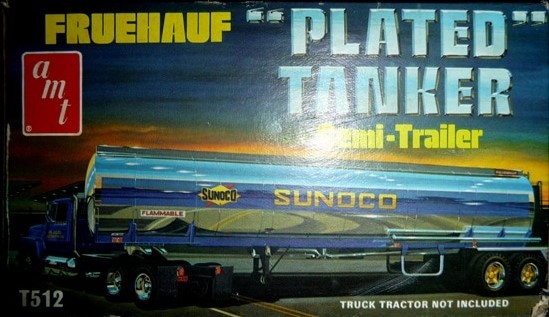 FRUEHAUF "PLATED"
TANKER
Semi-Trailer
amt
SUNOCO
SUNOCO
FLAMMABLE
T512
TRUCK TRACTOR NOT INCLUDED